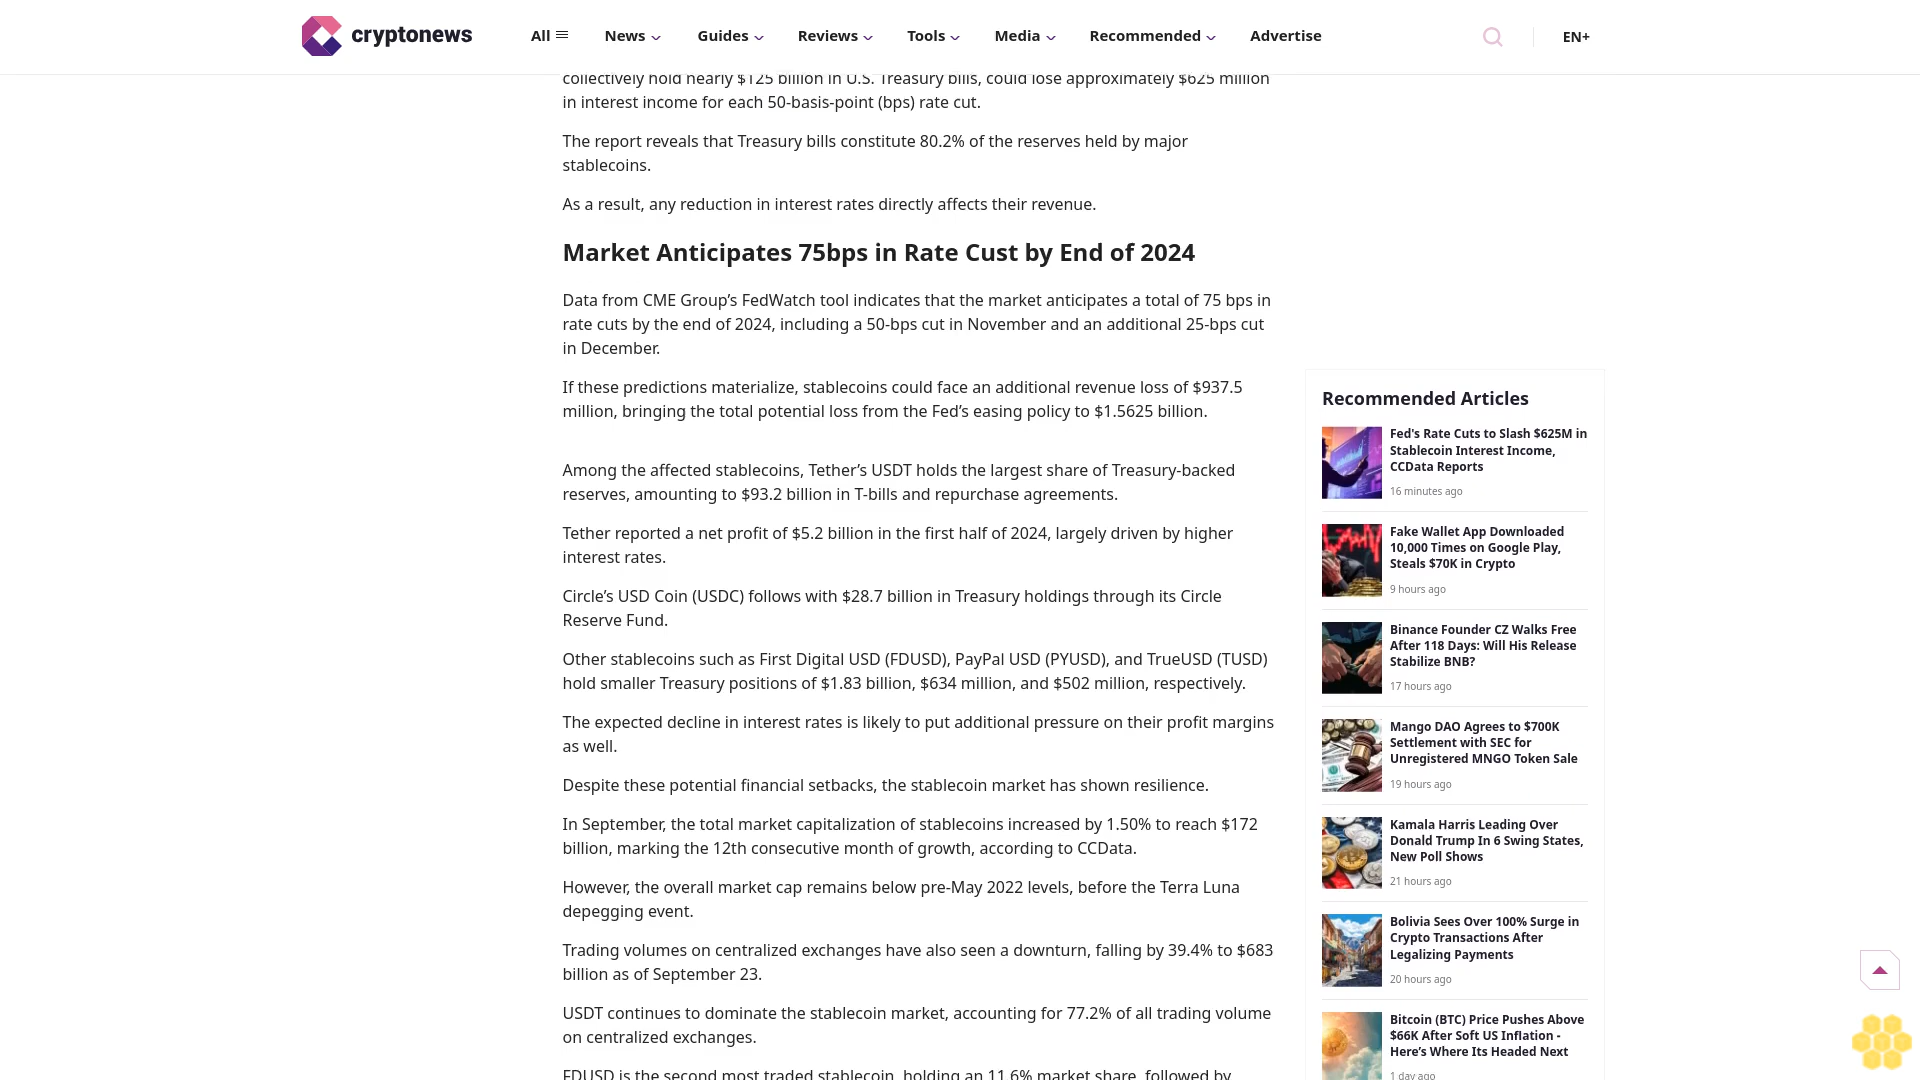 cryptonews
All
News
Guides
Reviews
Tools
Media
Recommended
Advertise
EN+
collectively hold nearly $125 billion in U.S. Treasury bills, could lose approximately $625 million
in interest income for each 50-basis-point (bps) rate cut.
The report reveals that Treasury bills constitute 80.2% of the reserves held by major
stablecoins.
As a result, any reduction in interest rates directly affects their revenue.
Market Anticipates 75bps in Rate Cust by End of 2024
Data from CME Group’s FedWatch tool indicates that the market anticipates a total of 75 bps in
rate cuts by the end of 2024, including a 50-bps cut in November and an additional 25-bps cut
in December.
If these predictions materialize, stablecoins could face an additional revenue loss of $937.5
million, bringing the total potential loss from the Fed’s easing policy to $1.5625 billion.
Among the affected stablecoins, Tether’s USDT holds the largest share of Treasury-backed
reserves, amounting to $93.2 billion in T-bills and repurchase agreements.
Tether reported a net profit of $5.2 billion in the first half of 2024, largely driven by higher
interest rates.
Circle’s USD Coin (USDC) follows with $28.7 billion in Treasury holdings through its Circle
Reserve Fund.
Other stablecoins such as First Digital USD (FDUSD), PayPal USD (PYUSD), and TrueUSD (TUSD)
hold smaller Treasury positions of $1.83 billion, $634 million, and $502 million, respectively.
The expected decline in interest rates is likely to put additional pressure on their profit margins
as well.
Despite these potential financial setbacks, the stablecoin market has shown resilience.
In September, the total market capitalization of stablecoins increased by 1.50% to reach $172
billion, marking the 12th consecutive month of growth, according to CCData.
However, the overall market cap remains below pre-May 2022 levels, before the Terra Luna
depegging event.
Trading volumes on centralized exchanges have also seen a downturn, falling by 39.4% to $683
billion as of September 23.
USDT continues to dominate the stablecoin market, accounting for 77.2% of all trading volume
on centralized exchanges.
FDUSD is the second most traded stablecoin, holding an 11.6% market share, followed by
Recommended Articles
Fed's Rate Cuts to Slash $625M in
Stablecoin Interest Income,
CCData Reports
16 minutes ago
Fake Wallet App Downloaded
10,000 Times on Google Play,
Steals $70K in Crypto
9 hours ago
Binance Founder CZ Walks Free
After 118 Days: Will His Release
Stabilize BNB?
17 hours ago
Mango DAO Agrees to $700K
Settlement with SEC for
Unregistered MNGO Token Sale
19 hours ago
Kamala Harris Leading Over
Donald Trump In 6 Swing States,
New Poll Shows
21 hours ago
Bolivia Sees Over 100% Surge in
Crypto Transactions After
Legalizing Payments
20 hours ago
Bitcoin (BTC) Price Pushes Above
$66K After Soft US Inflation -
Here’s Where Its Headed Next
1 day ago